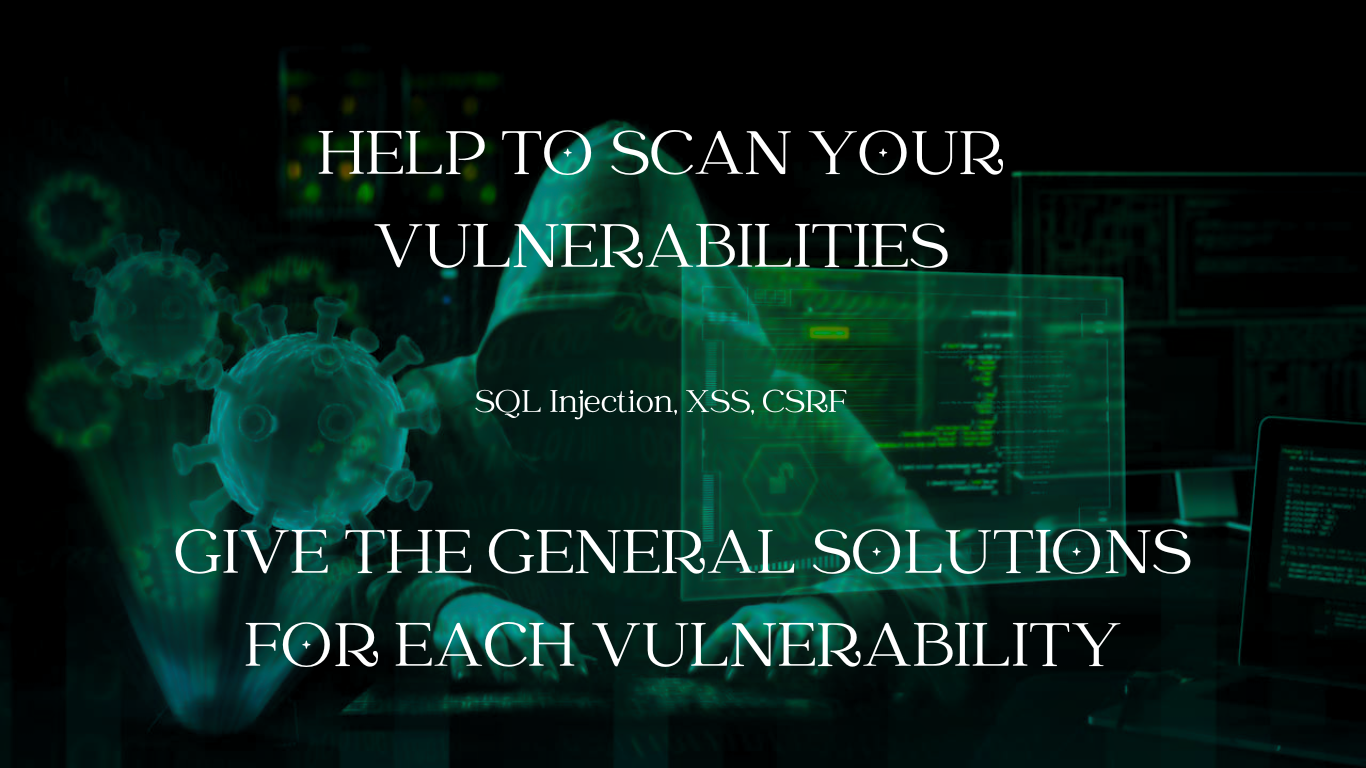 HELP TO SCAN YOUR
VULNERABILITIES
SQL Injection, XSS, CSRF
GIVE THE GENERAL SOLUTIONS
FOR EACH VULNERABILITY